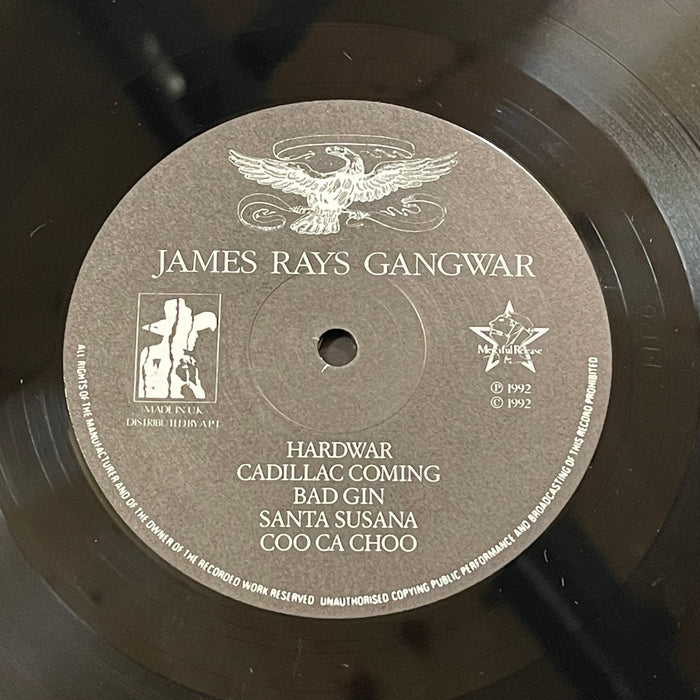 JAMES RAYS GANGWAR
Merciful Release
MADE IN U.K
DISTRIBUTED BY A.P.T.
℗ 1992
© 1992
HARDWAR
CADILLAC COMING
BAD GIN
SANTA SUSANA
COO CA CHOO
ALL RIGHTS OF THE MANUFACTURER AND OF THE OWNER OF THE RECORDED WORK RESERVED UNAUTHORISED COPYING PUBLIC PERFORMANCE AND BROADCASTING OF THIS RECORD PROHIBITED